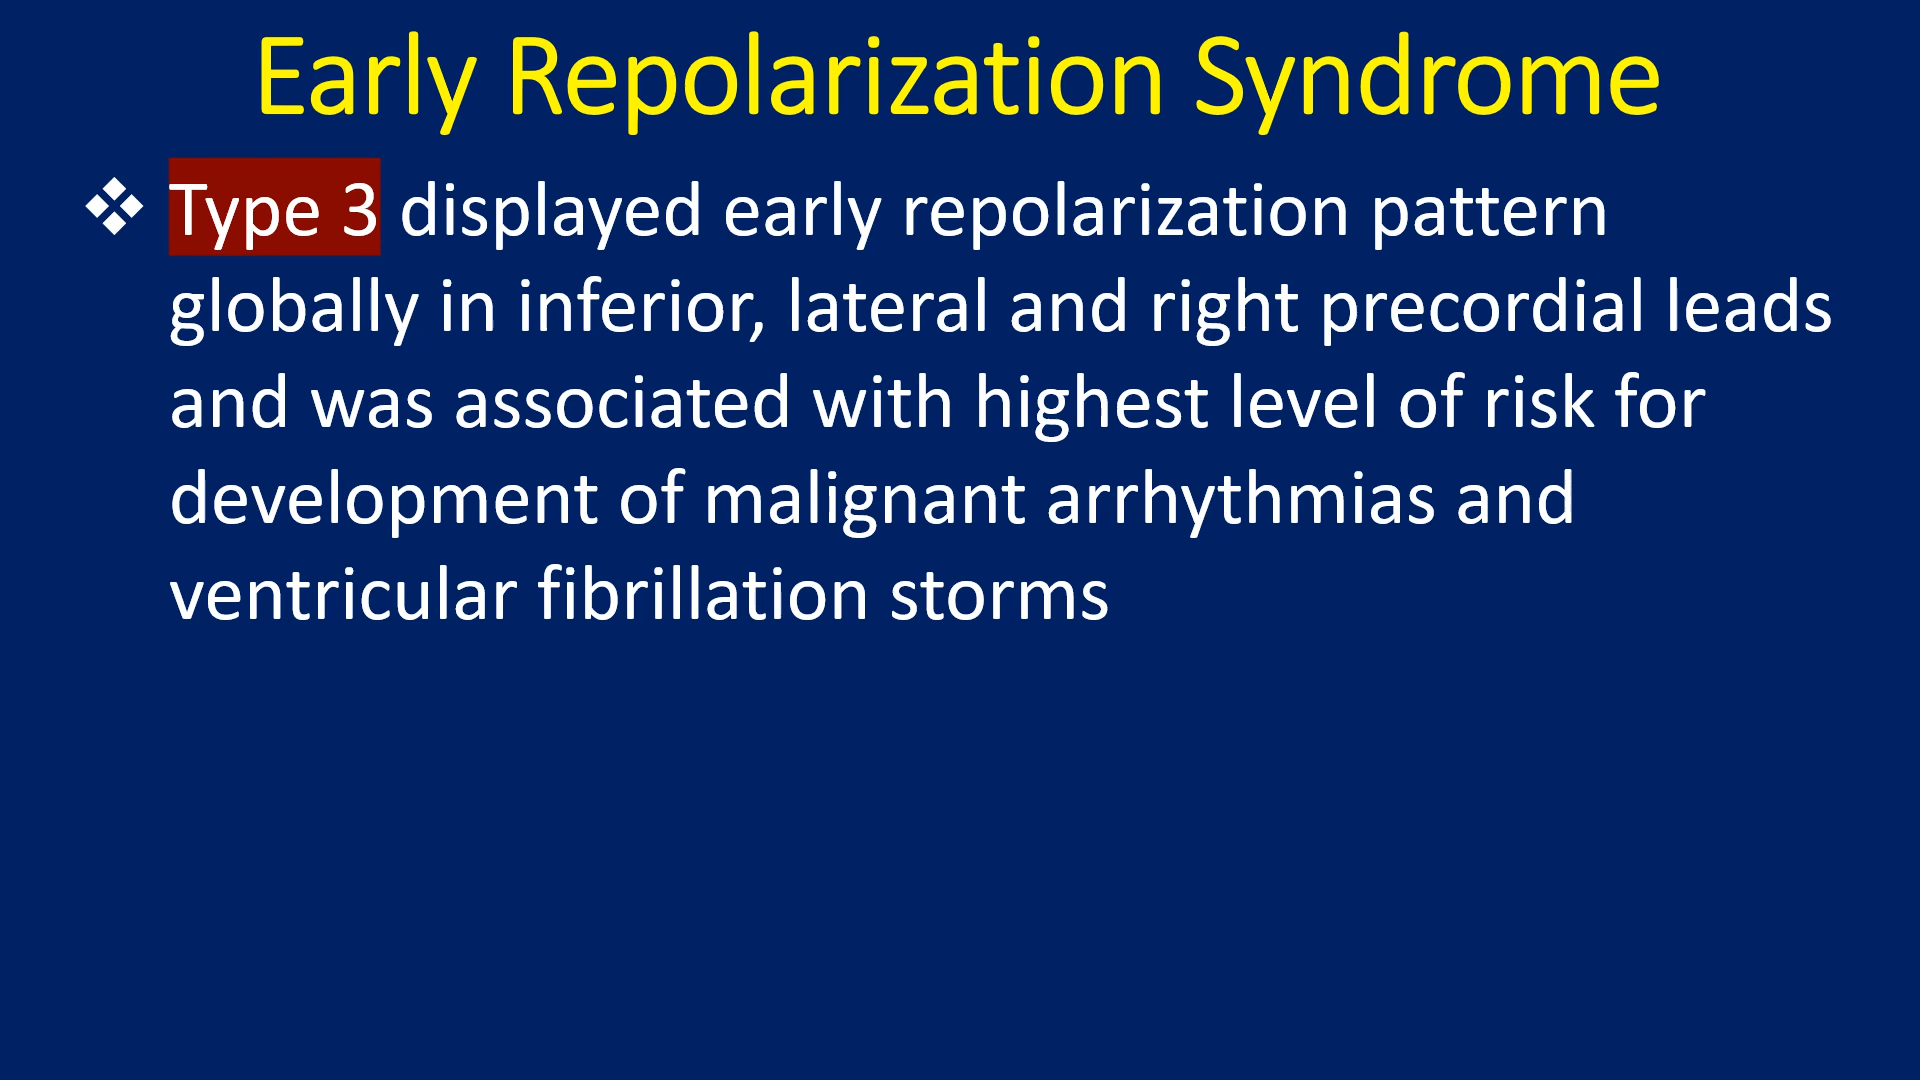 Early Repolarization Syndrome
❖ Type 3 displayed early repolarization pattern
globally in inferior, lateral and right precordial leads
and was associated with highest level of risk for
development of malignant arrhythmias and
ventricular fibrillation storms